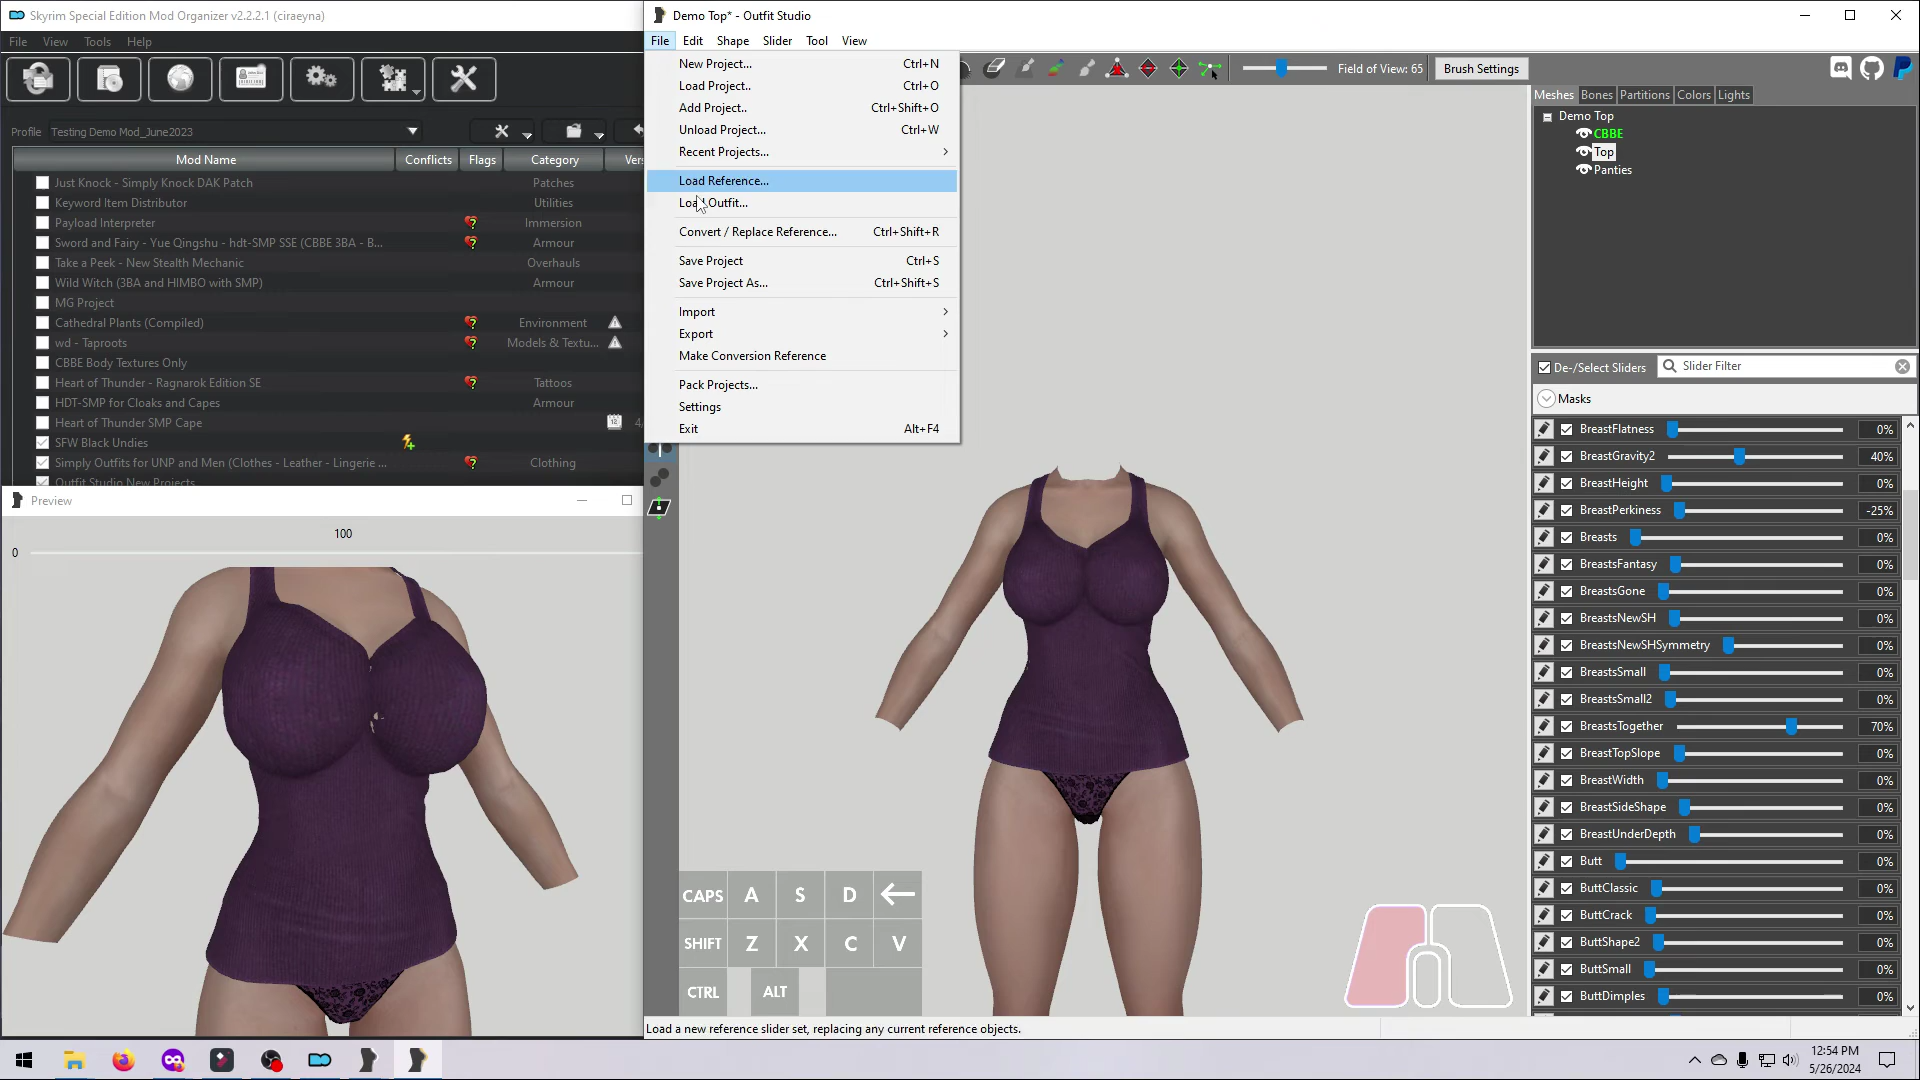 Skyrim Special Edition Mod Organizer v2.2.2.1 (ciraeyna)
File View Tools Help
Profile Testing Demo Mod_June2023
Mod Name Conflicts Flags Category Vers
Just Knock - Simply Knock DAK Patch Patches
Keyword Item Distributor Utilities
Payload Interpreter Immersion
Sword and Fairy - Yue Qingshu - hdt-SMP SSE (CBBE 3BA - B... Armour
Take a Peek - New Stealth Mechanic Overhauls
Wild Witch (3BA and HIMBO with SMP) Armour
MG Project
Cathedral Plants (Compiled) Environment
wd - Taproots Models & Textu...
CBBE Body Textures Only
Heart of Thunder - Ragnarok Edition SE Tattoos
HDT-SMP for Cloaks and Capes Armour
Heart of Thunder SMP Cape 12 4
SFW Black Undies
Simply Outfits for UNP and Men (Clothes - Leather - Lingerie ... Clothing
Outfit Studio New Projects
Preview
100
0
Demo Top* - Outfit Studio
File Edit Shape Slider Tool View
New Project... Ctrl+N
Load Project.. Ctrl+O
Add Project.. Ctrl+Shift+O
Unload Project... Ctrl+W
Recent Projects...
Load Reference...
Load Outfit...
Convert / Replace Reference... Ctrl+Shift+R
Save Project Ctrl+S
Save Project As... Ctrl+Shift+S
Import
Export
Make Conversion Reference
Pack Projects...
Settings
Exit Alt+F4
Field of View: 65 Brush Settings
Meshes Bones Partitions Colors Lights
Demo Top
CBBE
Top
Panties
De-/Select Sliders Slider Filter
Masks
BreastFlatness 0%
BreastGravity2 40%
BreastHeight 0%
BreastPerkiness -25%
Breasts 0%
BreastsFantasy 0%
BreastsGone 0%
BreastsNewSH 0%
BreastsNewSHSymmetry 0%
BreastsSmall 0%
BreastsSmall2 0%
BreastsTogether 70%
BreastTopSlope 0%
BreastWidth 0%
BreastSideShape 0%
BreastUnderDepth 0%
Butt 0%
ButtClassic 0%
ButtCrack 0%
ButtShape2 0%
ButtSmall 0%
ButtDimples 0%
CAPS A S D ←
SHIFT Z X C V
CTRL ALT
Load a new reference slider set, replacing any current reference objects.
12:54 PM
5/26/2024